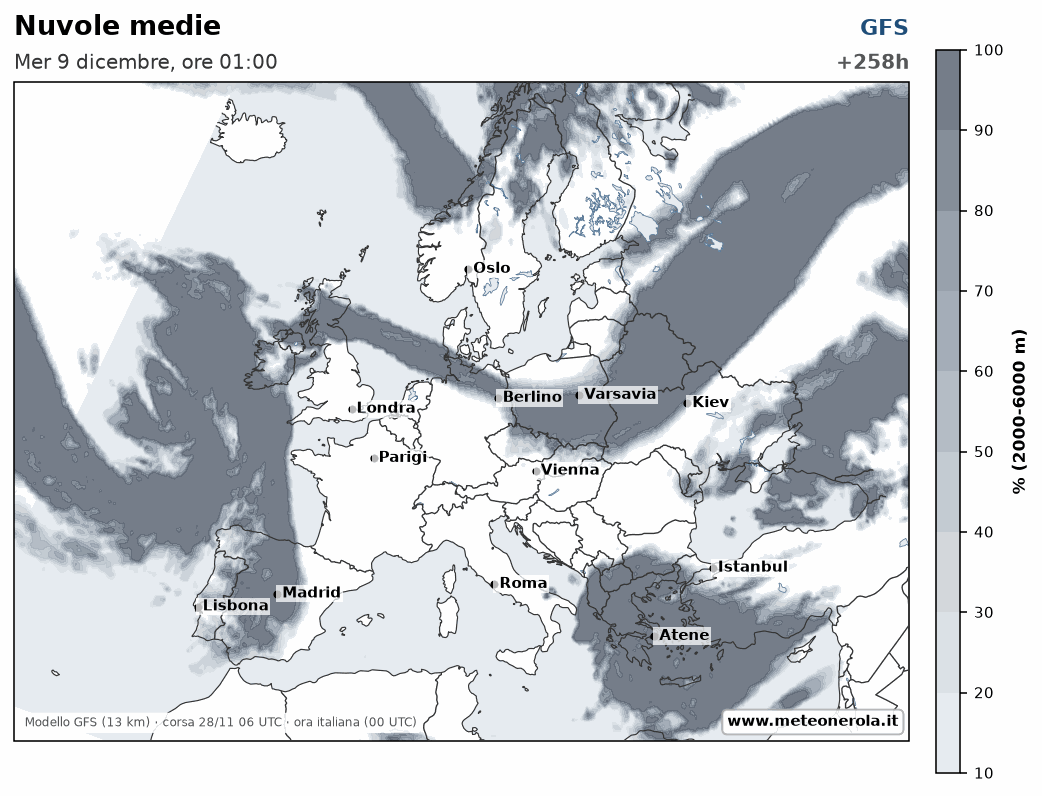 Nuvole medie
GFS
Mer 9 dicembre, ore 01:00
+258h
100
90
80
70
60
50
40
30
20
10
% (2000-6000 m)
Oslo
Berlino
Varsavia
Kiev
Londra
Parigi
Vienna
Istanbul
Roma
Madrid
Lisbona
Atene
Modello GFS (13 km) · corsa 28/11 06 UTC · ora italiana (00 UTC)
www.meteonerola.it